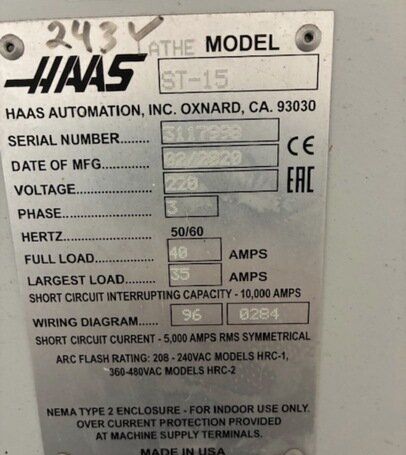 243Y
LATHE MODEL
HAAS ST-15
HAAS AUTOMATION, INC. OXNARD, CA. 93030
SERIAL NUMBER........ 3117888
DATE OF MFG............ 02/2020
VOLTAGE.................. 220
PHASE...................... 3
HERTZ 50/60
FULL LOAD............... 40 AMPS
LARGEST LOAD........ 35 AMPS
SHORT CIRCUIT INTERRUPTING CAPACITY - 10,000 AMPS
WIRING DIAGRAM........ 96 0284
SHORT CIRCUIT CURRENT - 5,000 AMPS RMS SYMMETRICAL
ARC FLASH RATING: 208 - 240VAC MODELS HRC-1,
360-480VAC MODELS HRC-2
NEMA TYPE 2 ENCLOSURE - FOR INDOOR USE ONLY.
OVER CURRENT PROTECTION PROVIDED
AT MACHINE SUPPLY TERMINALS.
MADE IN USA
CE
EAC